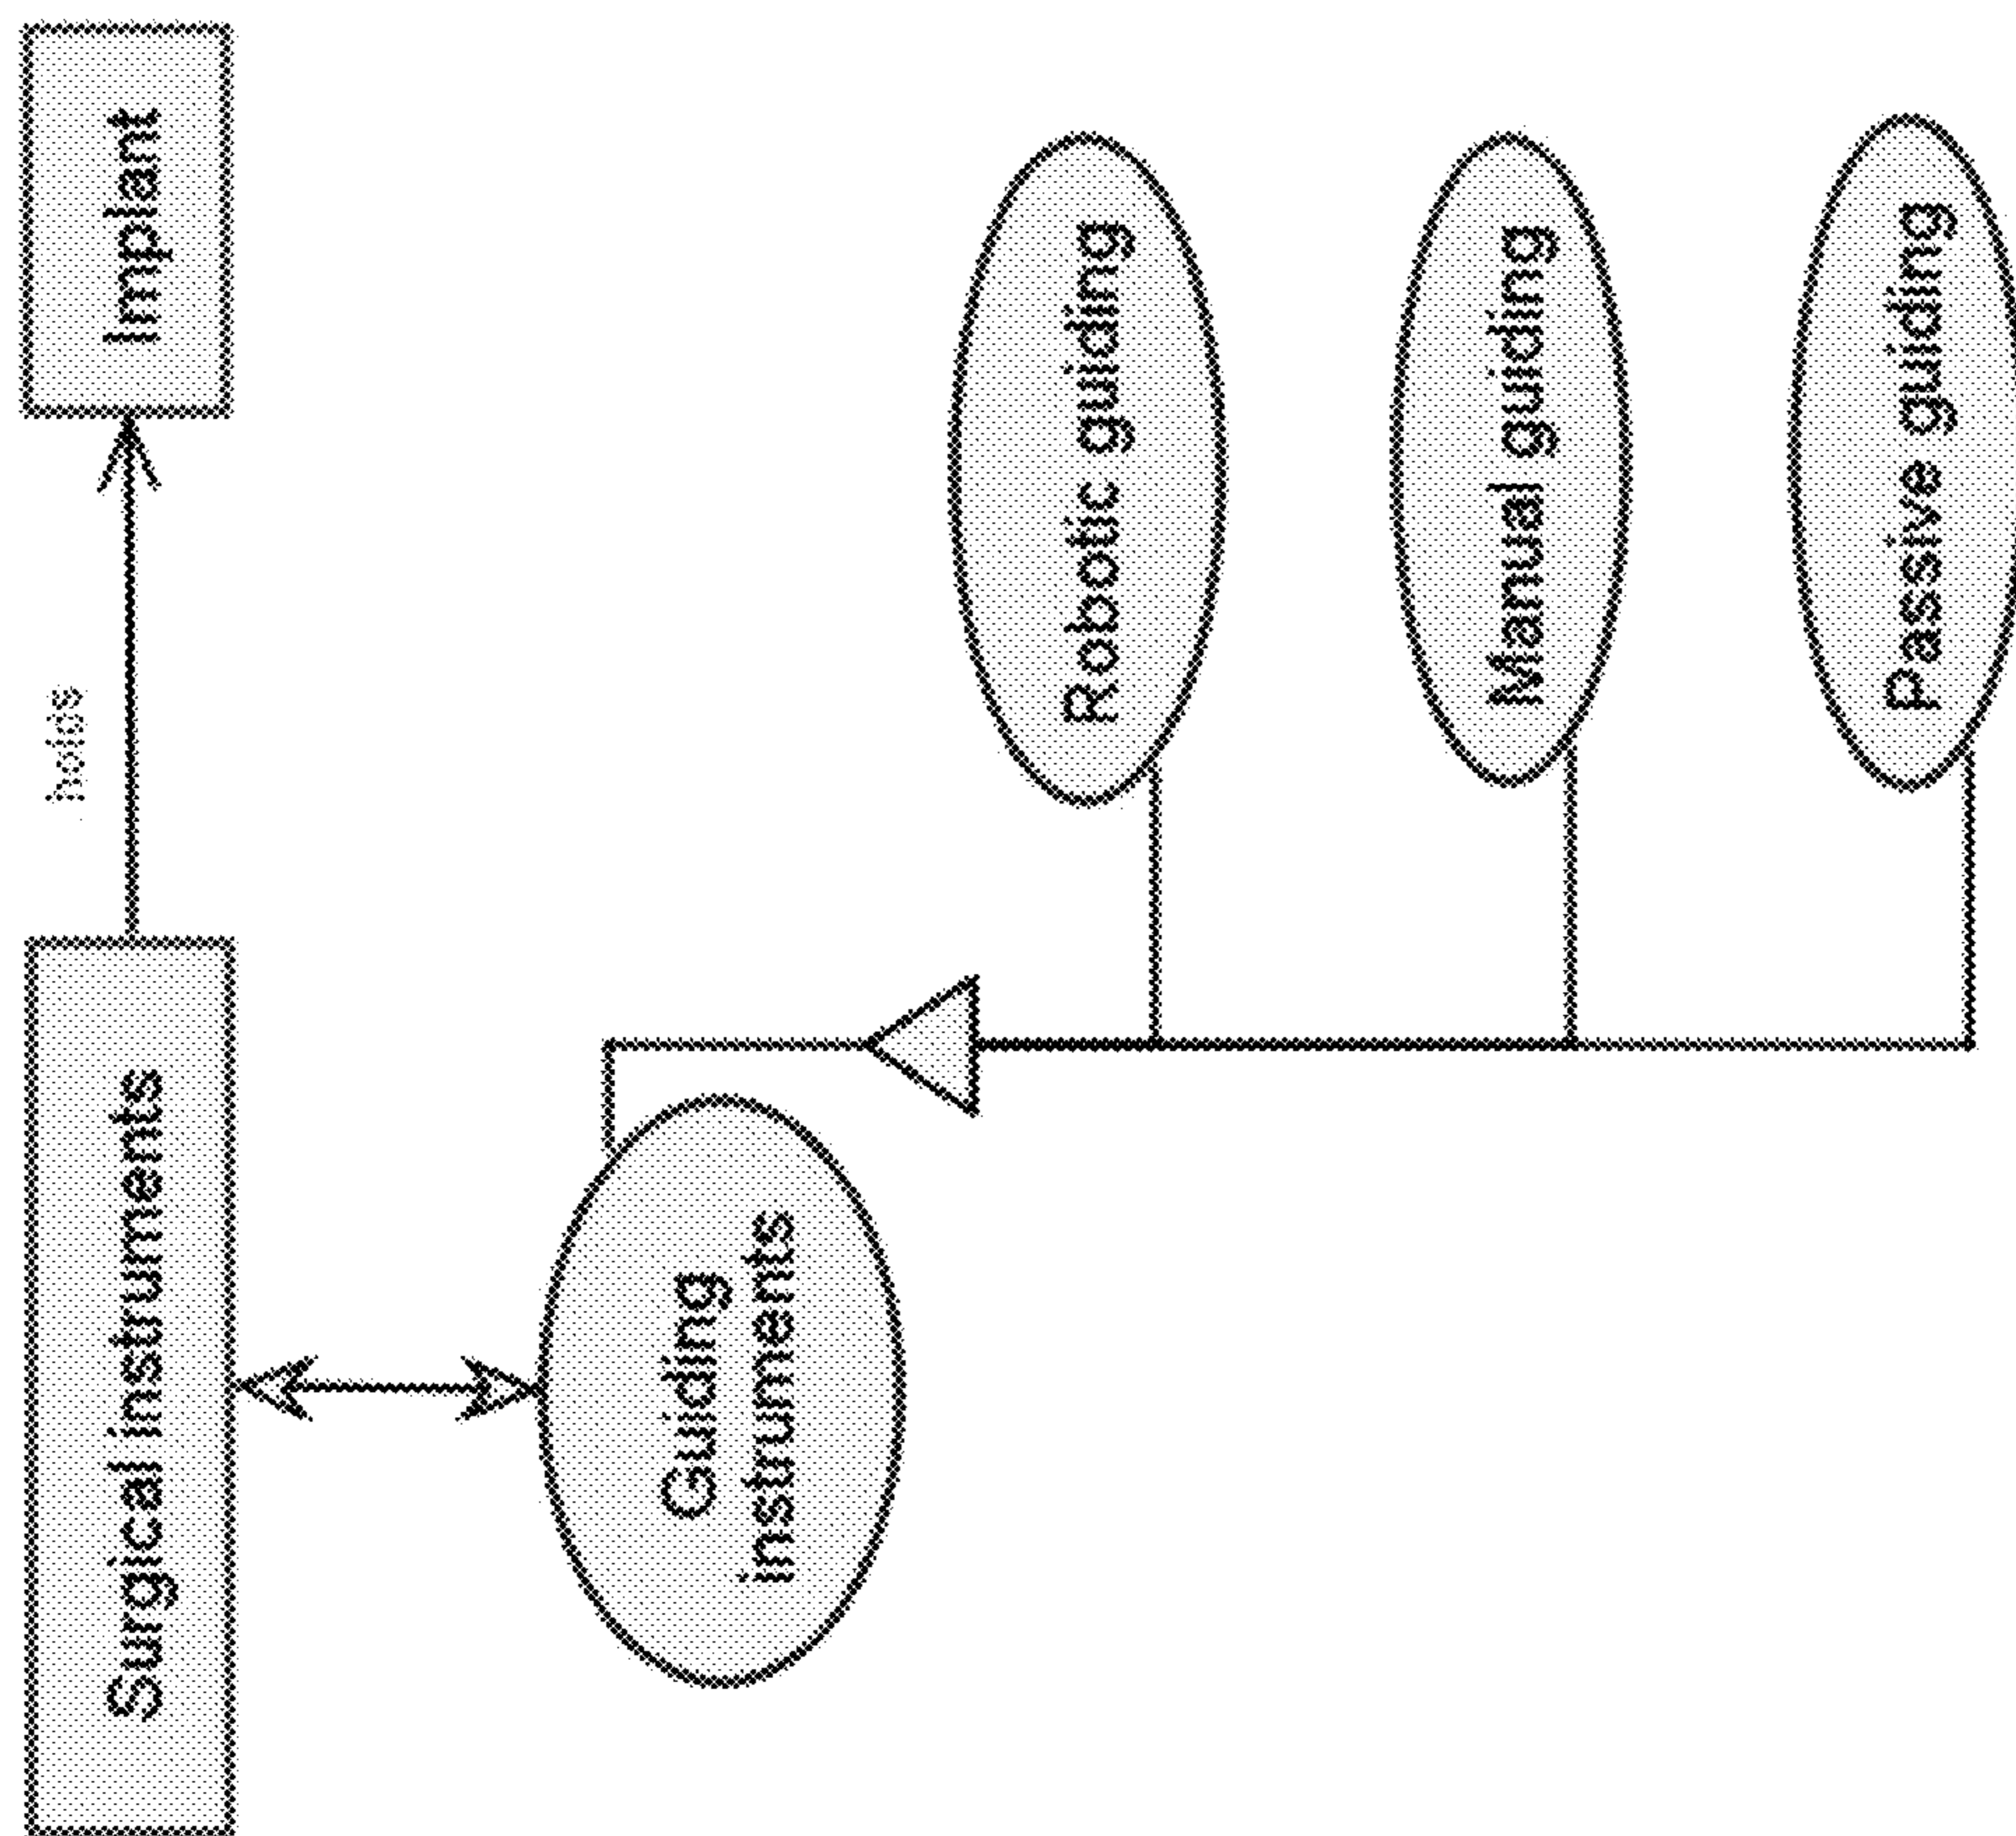 Surgical instruments
holds
Implant
Guiding
instruments
Robotic guiding
Manual guiding
Passive guiding